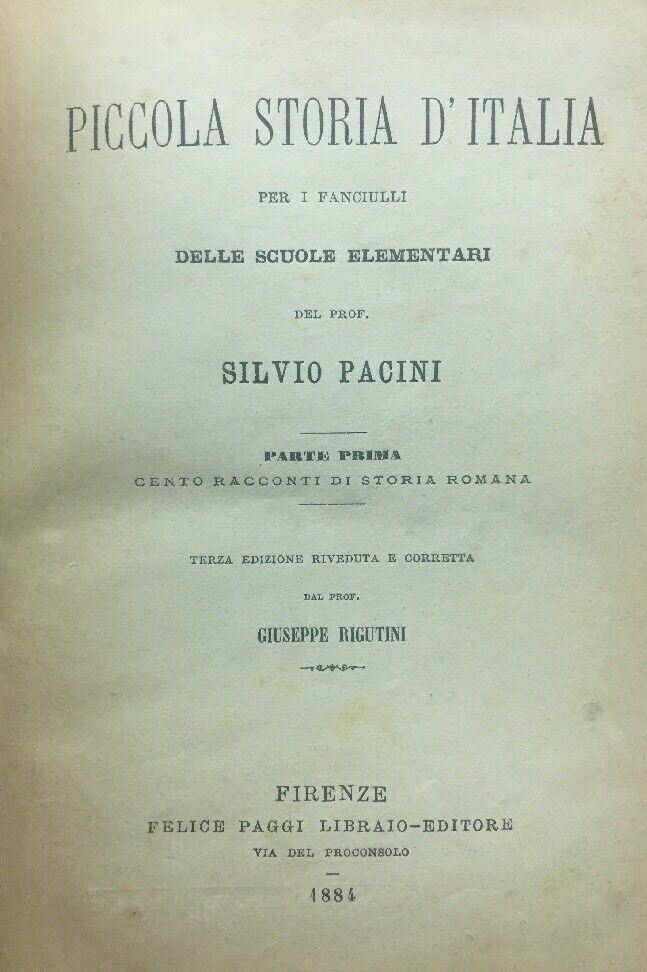 PICCOLA STORIA D'ITALIA
PER I FANCIULLI
DELLE SCUOLE ELEMENTARI
DEL PROF.
SILVIO PACINI
PARTE PRIMA
CENTO RACCONTI DI STORIA ROMANA
TERZA EDIZIONE RIVEDUTA E CORRETTA
DAL PROF.
GIUSEPPE RIGUTINI
FIRENZE
FELICE PAGGI LIBRAIO-EDITORE
VIA DEL PROCONSOLO
1884